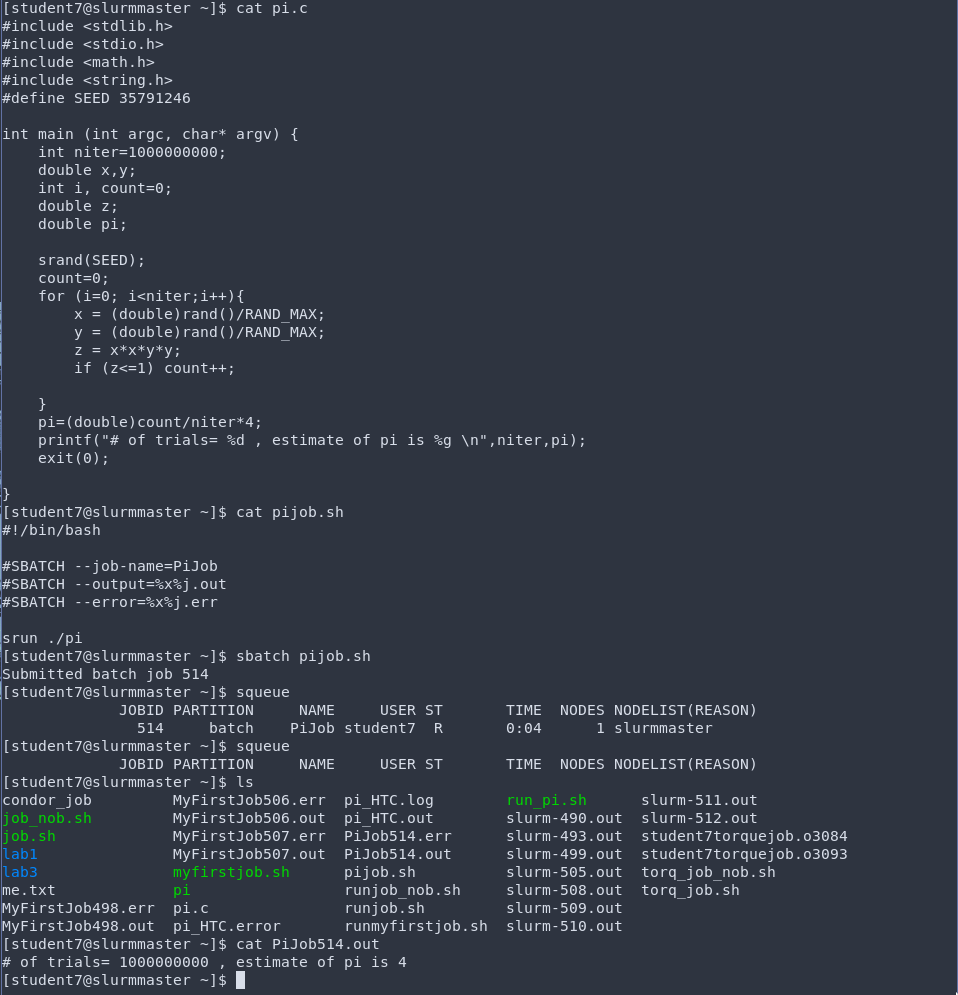 [student7@slurmmaster ~]$ cat pi.c
#include <stdlib.h>
#include <stdio.h>
#include <math.h>
#include <string.h>
#define SEED 35791246

int main (int argc, char* argv) {
    int niter=1000000000;
    double x,y;
    int i, count=0;
    double z;
    double pi;

    srand(SEED);
    count=0;
    for (i=0; i<niter;i++){
        x = (double)rand()/RAND_MAX;
        y = (double)rand()/RAND_MAX;
        z = x*x*y*y;
        if (z<=1) count++;

    }
    pi=(double)count/niter*4;
    printf("# of trials= %d , estimate of pi is %g \n",niter,pi);
    exit(0);

}
[student7@slurmmaster ~]$ cat pijob.sh
#!/bin/bash

#SBATCH --job-name=PiJob
#SBATCH --output=%x%j.out
#SBATCH --error=%x%j.err

srun ./pi
[student7@slurmmaster ~]$ sbatch pijob.sh
Submitted batch job 514
[student7@slurmmaster ~]$ squeue
             JOBID PARTITION     NAME     USER ST       TIME  NODES NODELIST(REASON)
               514     batch    PiJob student7  R       0:04      1 slurmmaster
[student7@slurmmaster ~]$ squeue
             JOBID PARTITION     NAME     USER ST       TIME  NODES NODELIST(REASON)
[student7@slurmmaster ~]$ ls
condor_job         MyFirstJob506.err  pi_HTC.log        run_pi.sh      slurm-511.out
job_nob.sh         MyFirstJob506.out  pi_HTC.out        slurm-490.out  slurm-512.out
job.sh             MyFirstJob507.err  PiJob514.err      slurm-493.out  student7torquejob.o3084
lab1               MyFirstJob507.out  PiJob514.out      slurm-499.out  student7torquejob.o3093
lab3               myfirstjob.sh      pijob.sh          slurm-505.out  torq_job_nob.sh
me.txt             pi                 runjob_nob.sh     slurm-508.out  torq_job.sh
MyFirstJob498.err  pi.c               runjob.sh         slurm-509.out
MyFirstJob498.out  pi_HTC.error       runmyfirstjob.sh  slurm-510.out
[student7@slurmmaster ~]$ cat PiJob514.out
# of trials= 1000000000 , estimate of pi is 4
[student7@slurmmaster ~]$